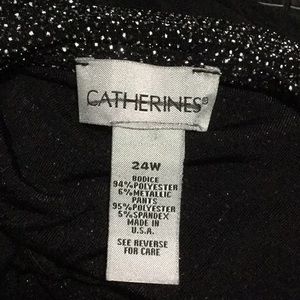 CATHERINES®
24W
BODICE
94%POLYESTER
6%METALLIC
PANTS
95%POLYESTER
5%SPANDEX
MADE IN
U.S.A.
SEE REVERSE
FOR CARE